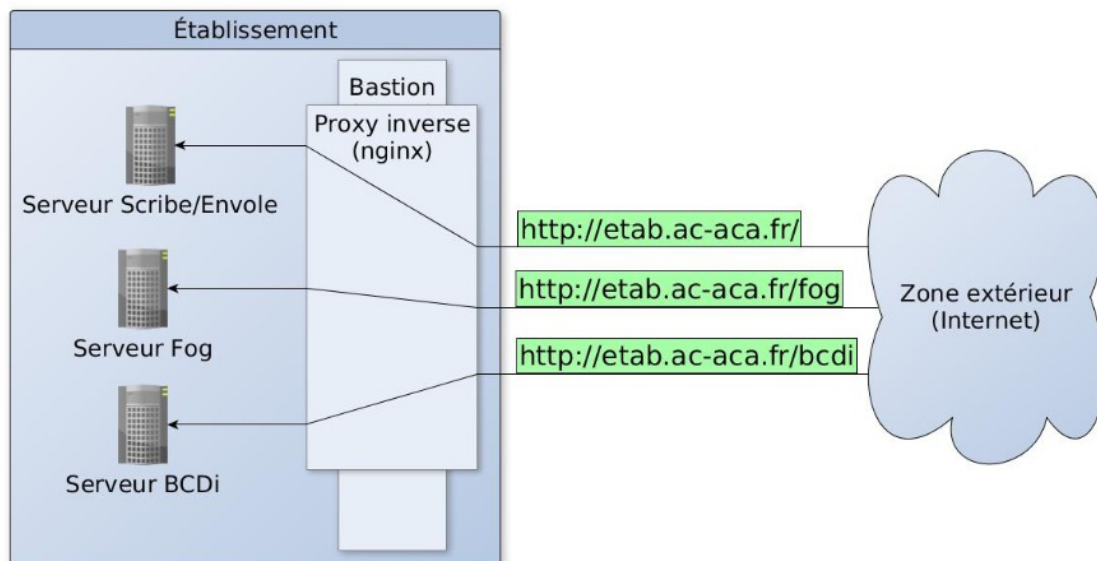 Établissement
Bastion
Proxy inverse
(nginx)
Serveur Scribe/Envole
http://etab.ac-aca.fr/
http://etab.ac-aca.fr/fog
Zone extérieur
(Internet)
Serveur Fog
http://etab.ac-aca.fr/bcdi
Serveur BCDi